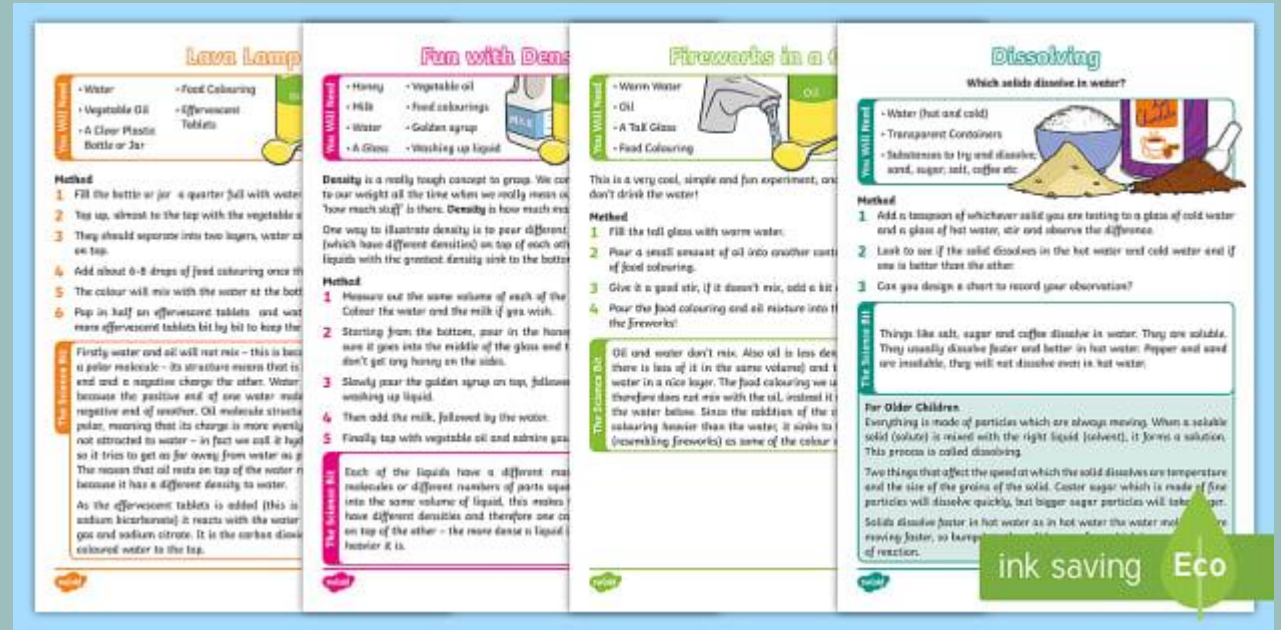 Lava Lamp
You Will Need
• Water
• Vegetable Oil
• A Clear Plastic
Bottle or Jar
• Food Colouring
• Effervescent
Tablets
Method
1 Fill the bottle or jar a quarter full with water
2 Top up, almost to the top with the vegetable
3 They should separate into two layers, water
on top.
4 Add about 6-8 drops of food colouring once
5 The colour will mix with the water at the
6 Pop in half an effervescent tablets and
more effervescent tablets bit by bit to keep the
The Science Bit
Firstly water and oil will not mix – this is
a polar molecule – its structure means that is
end and a negative charge the other. Water
because the positive end of one water
negative end of another. Oil molecule
polar, meaning that its charge is more
not attracted to water – in fact we call it
so it tries to get as far away from water as
The reason that oil rests on top of the water
because it has a different density to water.
As the effervescent tablets is added (this is
sodium bicarbonate) it reacts with the water
gas and sodium citrate. It is the carbon
coloured water to the top.
twinkl
Fun with Dens
You Will Need
• Honey
• Milk
• Water
• A Glass
• Vegetable oil
• Food colourings
• Golden syrup
• Washing up liquid
MILK
Density is a really tough concept to grasp. We
to our weight all the time when we really mean
'how much stuff' is there. Density is how much
One way to illustrate density is to pour different
(which have different densities) on top of each
liquids with the greatest density sink to the
Method
1 Measure out the same volume of each of the
Colour the water and the milk if you wish.
2 Starting from the bottom, pour in the
sure it goes into the middle of the glass and
don't get any honey on the sides.
3 Slowly pour the golden syrup on top,
washing up liquid.
4 Then add the milk, followed by the water.
5 Finally top with vegetable oil and admire
The Science Bit
Each of the liquids have a different
molecules or different numbers of parts
into the same volume of liquid, this makes
have different densities and therefore one
on top of the other – the more dense a liquid
heavier it is.
twinkl
Fireworks in a
You Will Need
• Warm Water
• Oil
• A Tall Glass
• Food Colouring
OIL
This is a very cool, simple and fun experiment,
don't drink the water!
Method
1 Fill the tall glass with warm water.
2 Pour a small amount of oil into another
of food colouring.
3 Give it a good stir, if it doesn't mix, add a bit
4 Pour the food colouring and oil mixture into
the fireworks!
The Science Bit
Oil and water don't mix. Also oil is less
there is less of it in the same volume) and
water in a nice layer. The food colouring we
therefore does not mix with the oil, instead it
the water below. Since the addition of the
colouring heavier than the water, it sinks to
(resembling fireworks) as some of the colour
twinkl
Dissolving
Which solids dissolve in water?
You Will Need
• Water (hot and cold)
• Transparent Containers
• Substances to try and dissolve,
sand, sugar, salt, coffee etc.
Method
1 Add a teaspoon of whichever solid you are testing to a glass of cold water
and a glass of hot water, stir and observe the difference.
2 Look to see if the solid dissolves in the hot water and cold water and if
one is better than the other.
3 Can you design a chart to record your observation?
The Science Bit
Things like salt, sugar and coffee dissolve in water. They are soluble.
They usually dissolve faster and better in hot water. Pepper and sand
are insoluble, they will not dissolve even in hot water.
For Older Children
Everything is made of particles which are always moving. When a soluble
solid (solute) is mixed with the right liquid (solvent), it forms a solution.
This process is called dissolving.
Two things that affect the speed at which the solid dissolves are temperature
and the size of the grains of the solid. Caster sugar which is made of fine
particles will dissolve quickly, but bigger sugar particles will
Solids dissolve faster in hot water as in hot water the water
moving faster, so
of reaction.
twinkl
ink saving Eco